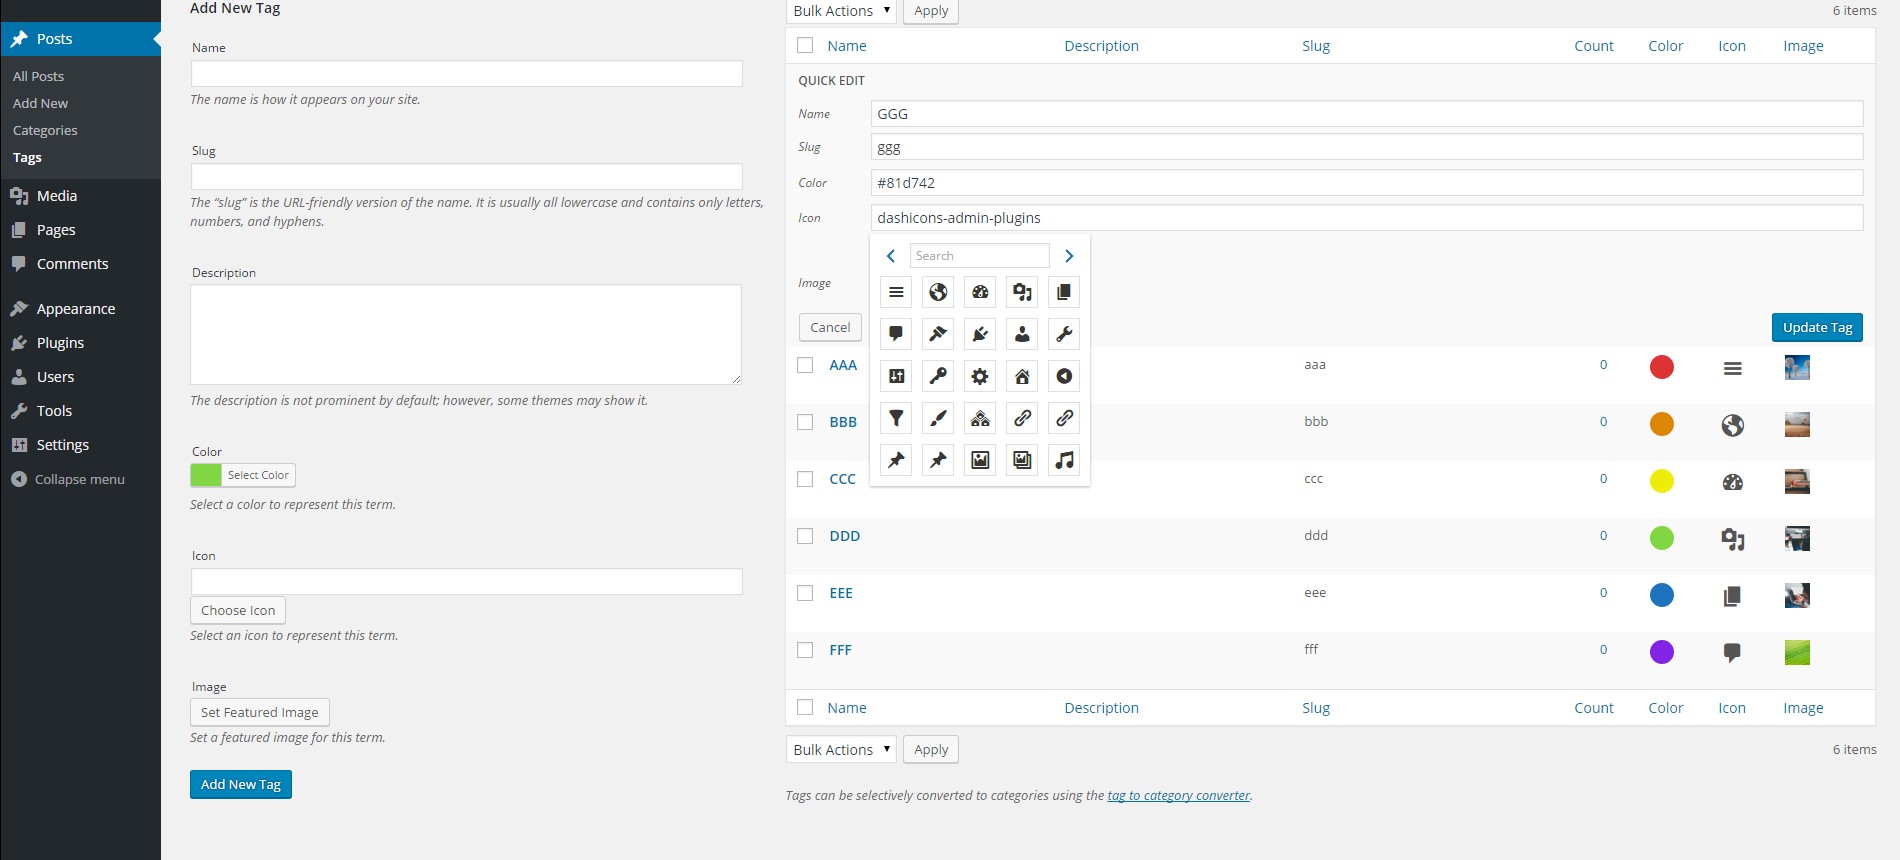 Posts
All Posts
Add New
Categories
Tags
Media
Pages
Comments
Appearance
Plugins
Users
Tools
Settings
Collapse menu
Add New Tag
Name
The name is how it appears on your site.
Slug
The “slug” is the URL-friendly version of the name. It is usually all lowercase and contains only letters,
numbers, and hyphens.
Description
The description is not prominent by default; however, some themes may show it.
Color
Select Color
Select a color to represent this term.
Icon
Choose Icon
Select an icon to represent this term.
Image
Set Featured Image
Set a featured image for this term.
Add New Tag
Bulk Actions Apply 6 items
Name Description Slug Count Color Icon Image
QUICK EDIT
Name GGG
Slug ggg
Color #81d742
Icon dashicons-admin-plugins
Search
Image
Cancel Update Tag
AAA aaa 0
BBB bbb 0
CCC ccc 0
DDD ddd 0
EEE eee 0
FFF fff 0
Name Description Slug Count Color Icon Image
Bulk Actions Apply 6 items
Tags can be selectively converted to categories using the tag to category converter.